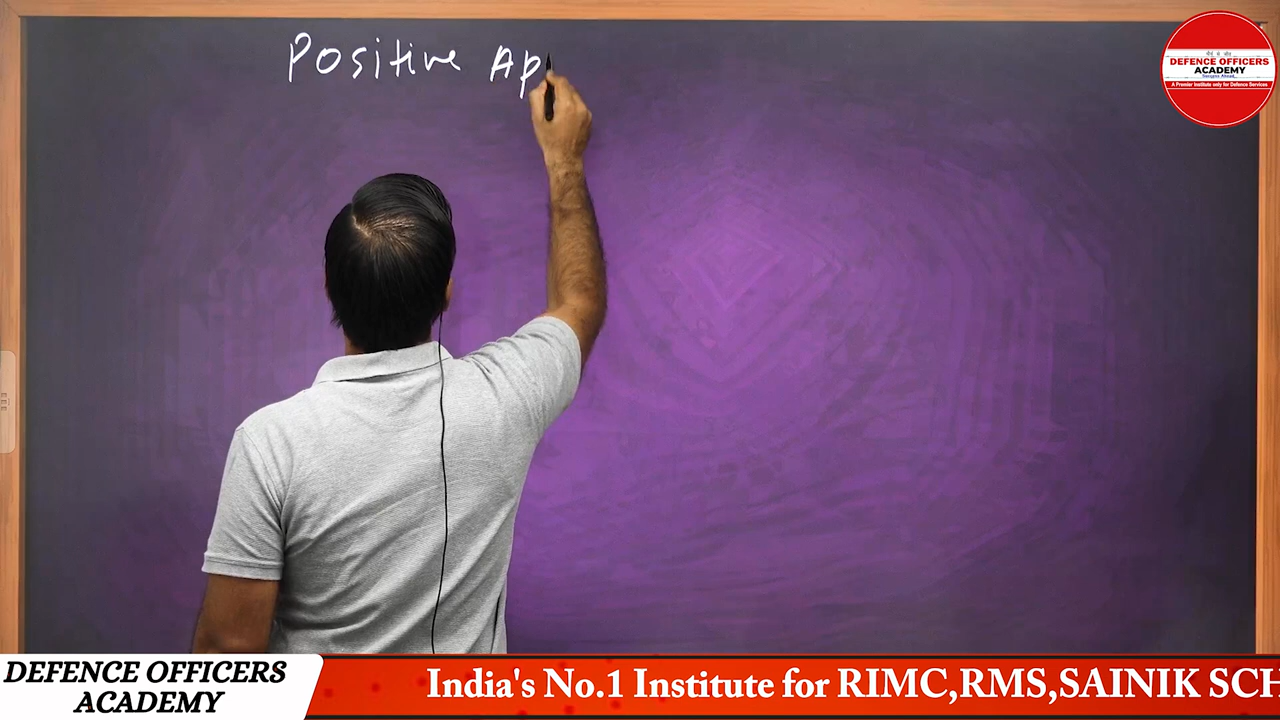 Positive Ap
DEFENCE OFFICERS
ACADEMY
A Premier Institute only for Defence Services
DEFENCE OFFICERS
ACADEMY
India's No.1 Institute for RIMC,RMS,SAINIK SCH